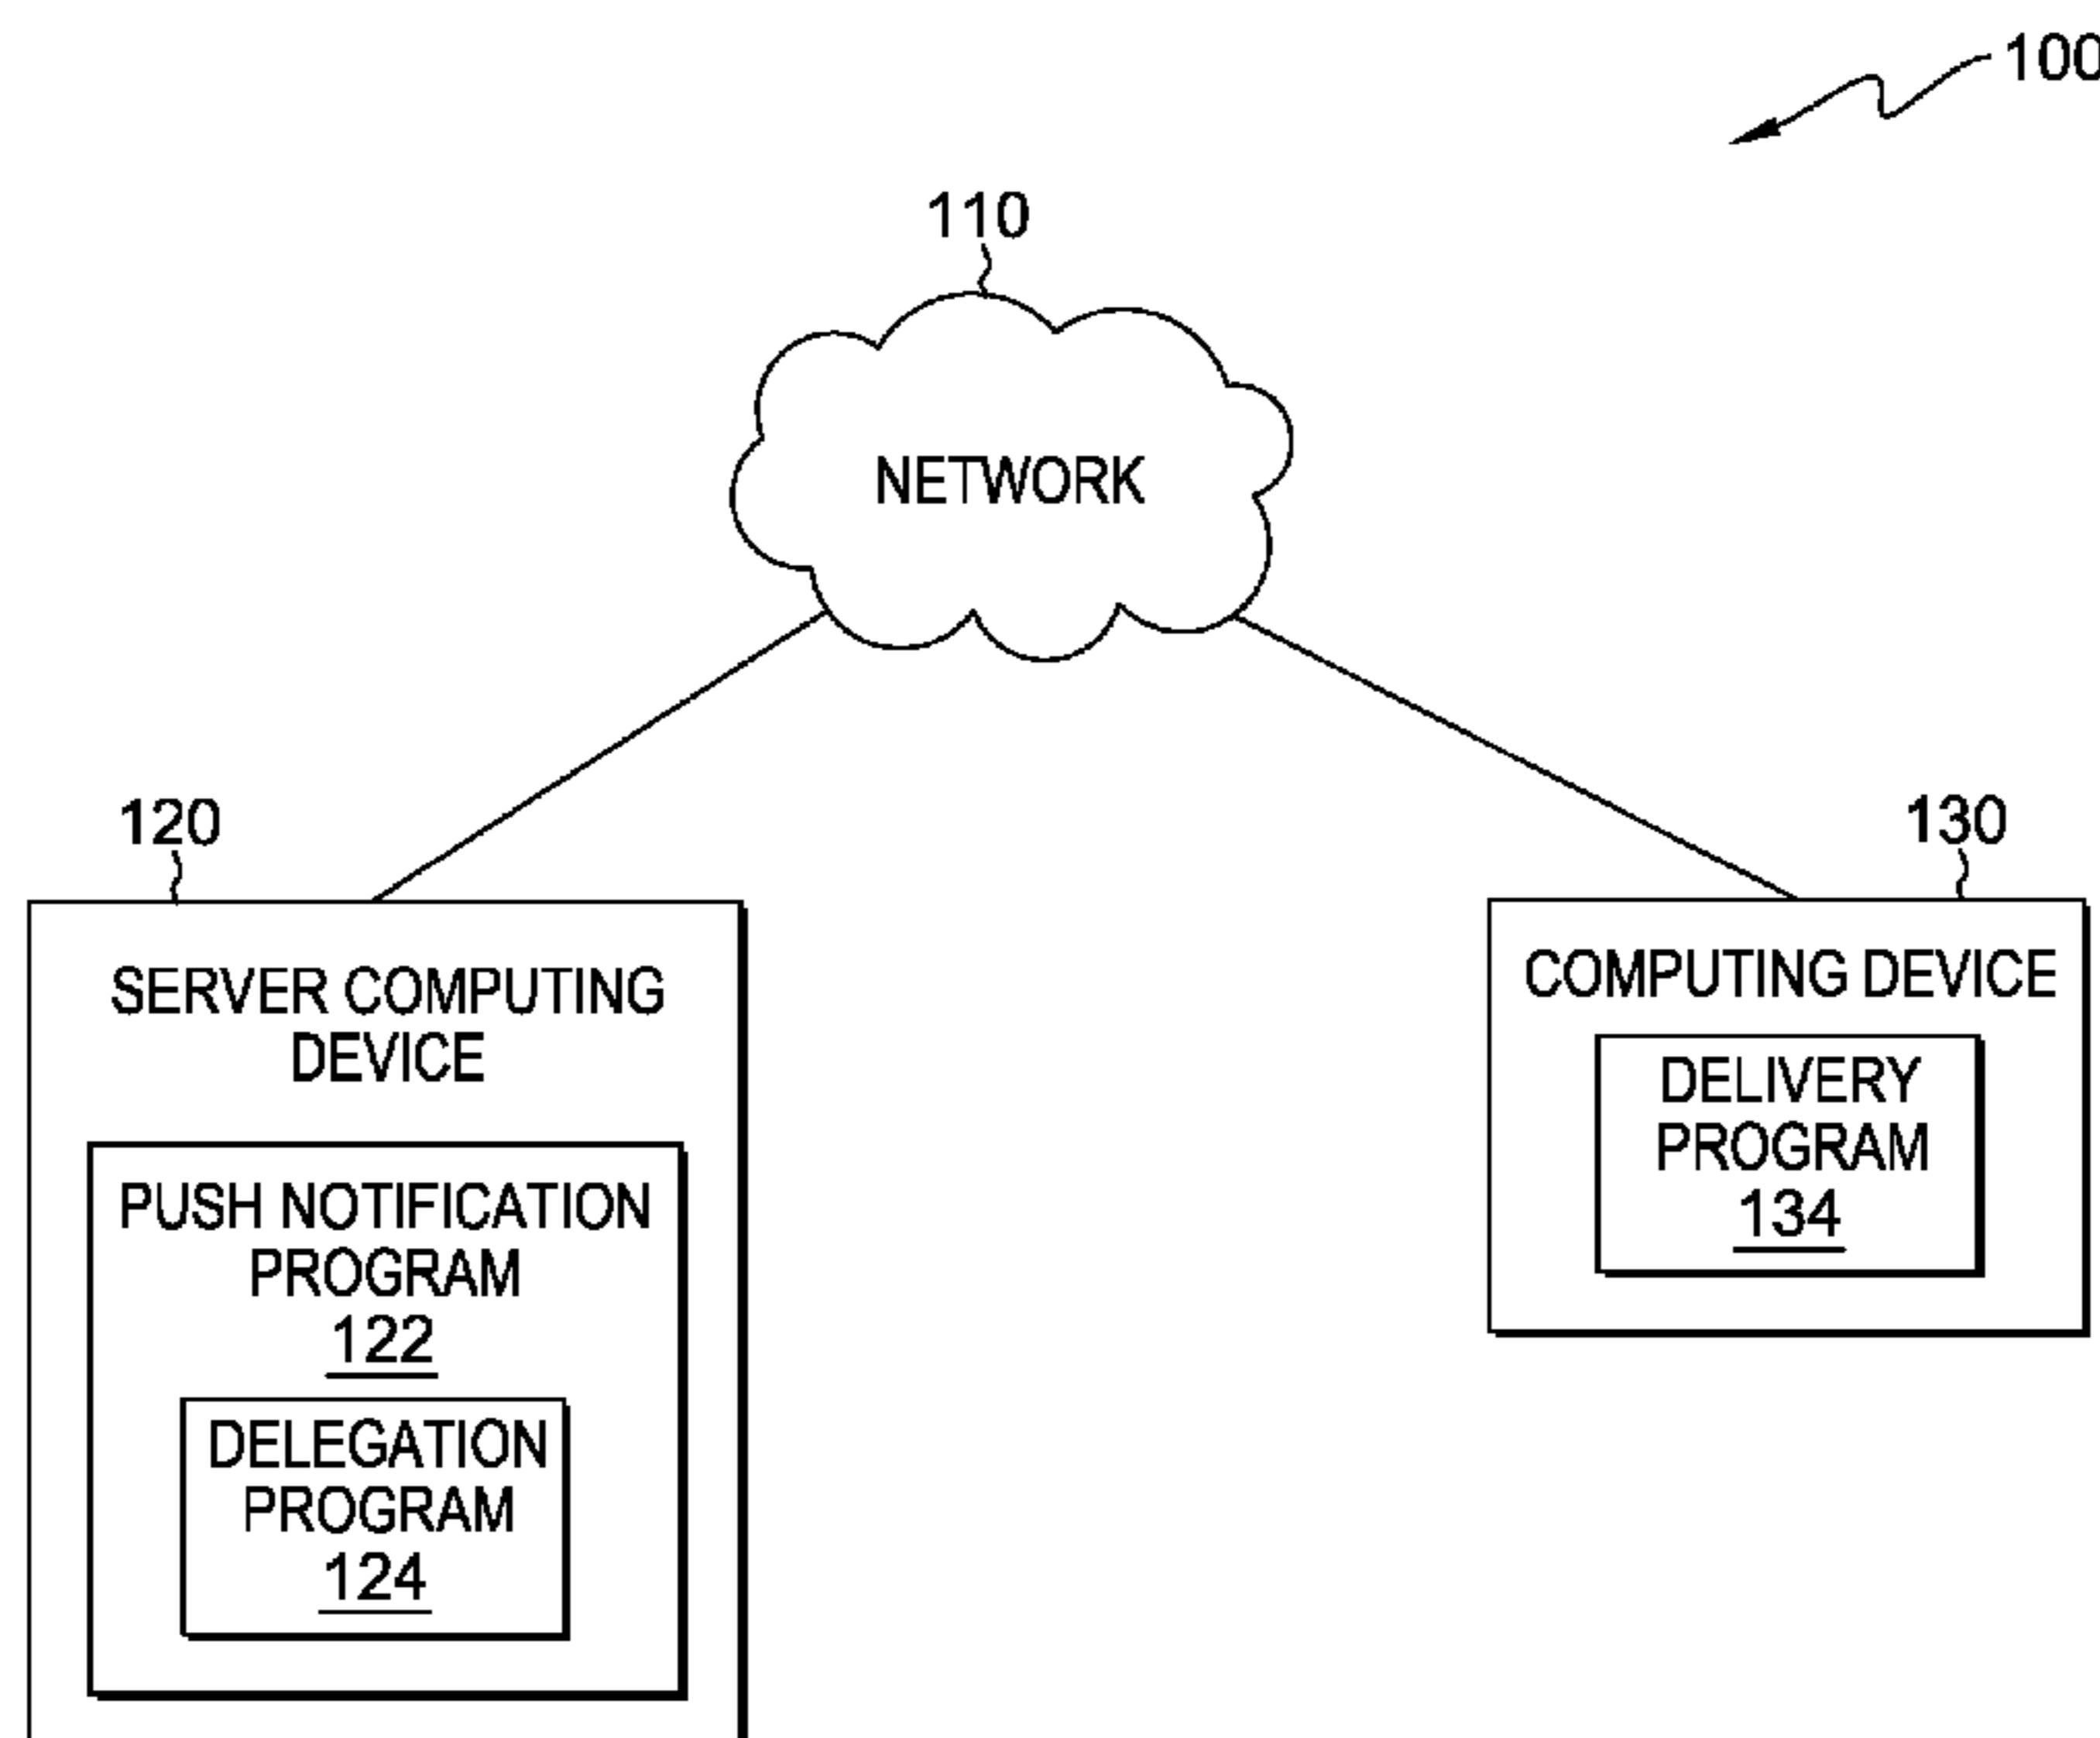 100
110
NETWORK
120
130
SERVER COMPUTING
DEVICE
PUSH NOTIFICATION
PROGRAM
122
DELEGATION
PROGRAM
124
COMPUTING DEVICE
DELIVERY
PROGRAM
134